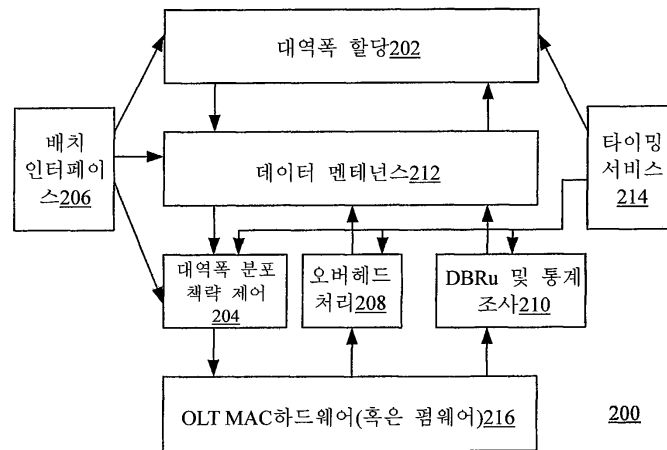 대역폭 할당202
배치
인터페이
스206
타이밍
서비스
214
데이터 멘테넌스212
대역폭 분포
책략 제어
204
오버헤드
처리208
DBRu 및 통계
조사210
OLT MAC하드웨어(혹은 펌웨어)216
200